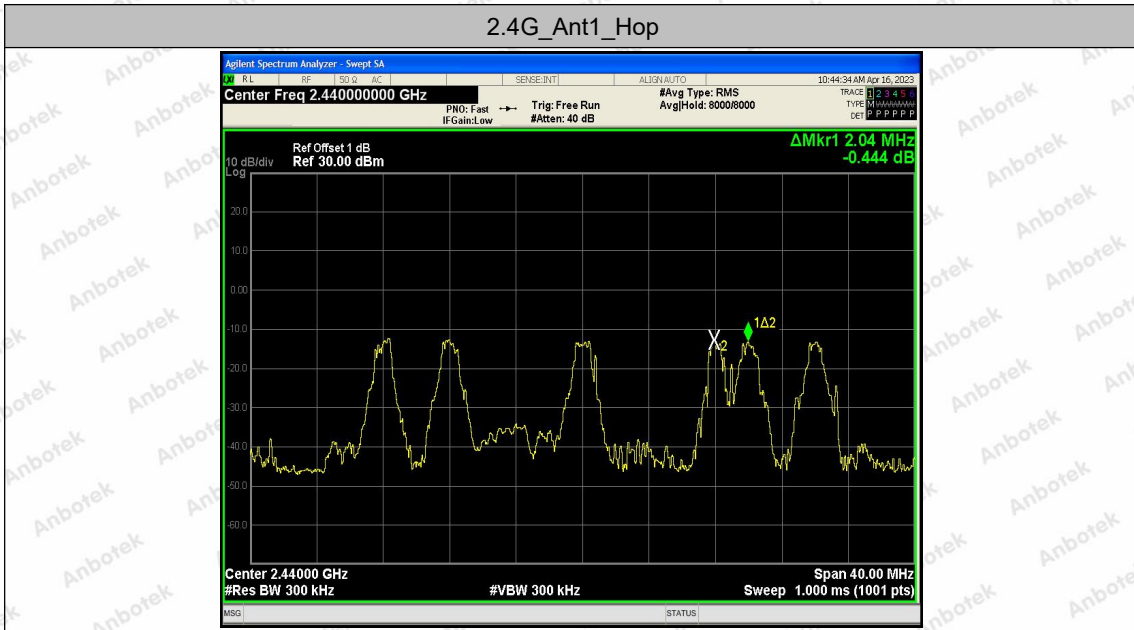 2.4G_Ant1_Hop
Agilent Spectrum Analyzer - Swept SA
LXI RL RF 50 Ω AC SENSE:INT ALIGN AUTO 10:44:34 AM Apr 16, 2023
Center Freq 2.440000000 GHz #Avg Type: RMS TRACE 1 2 3 4 5 6
PNO: Fast Trig: Free Run Avg|Hold: 8000/8000 TYPE M
IFGain:Low #Atten: 40 dB DET P P P P P P
ΔMkr1 2.04 MHz
Ref Offset 1 dB
10 dB/div Ref 30.00 dBm -0.444 dB
Log
20.0
10.0
0.00
-10.0
1Δ2
X2
-20.0
-30.0
-40.0
-50.0
-60.0
Center 2.44000 GHz Span 40.00 MHz
#Res BW 300 kHz #VBW 300 kHz Sweep 1.000 ms (1001 pts)
MSG STATUS
Anbotek